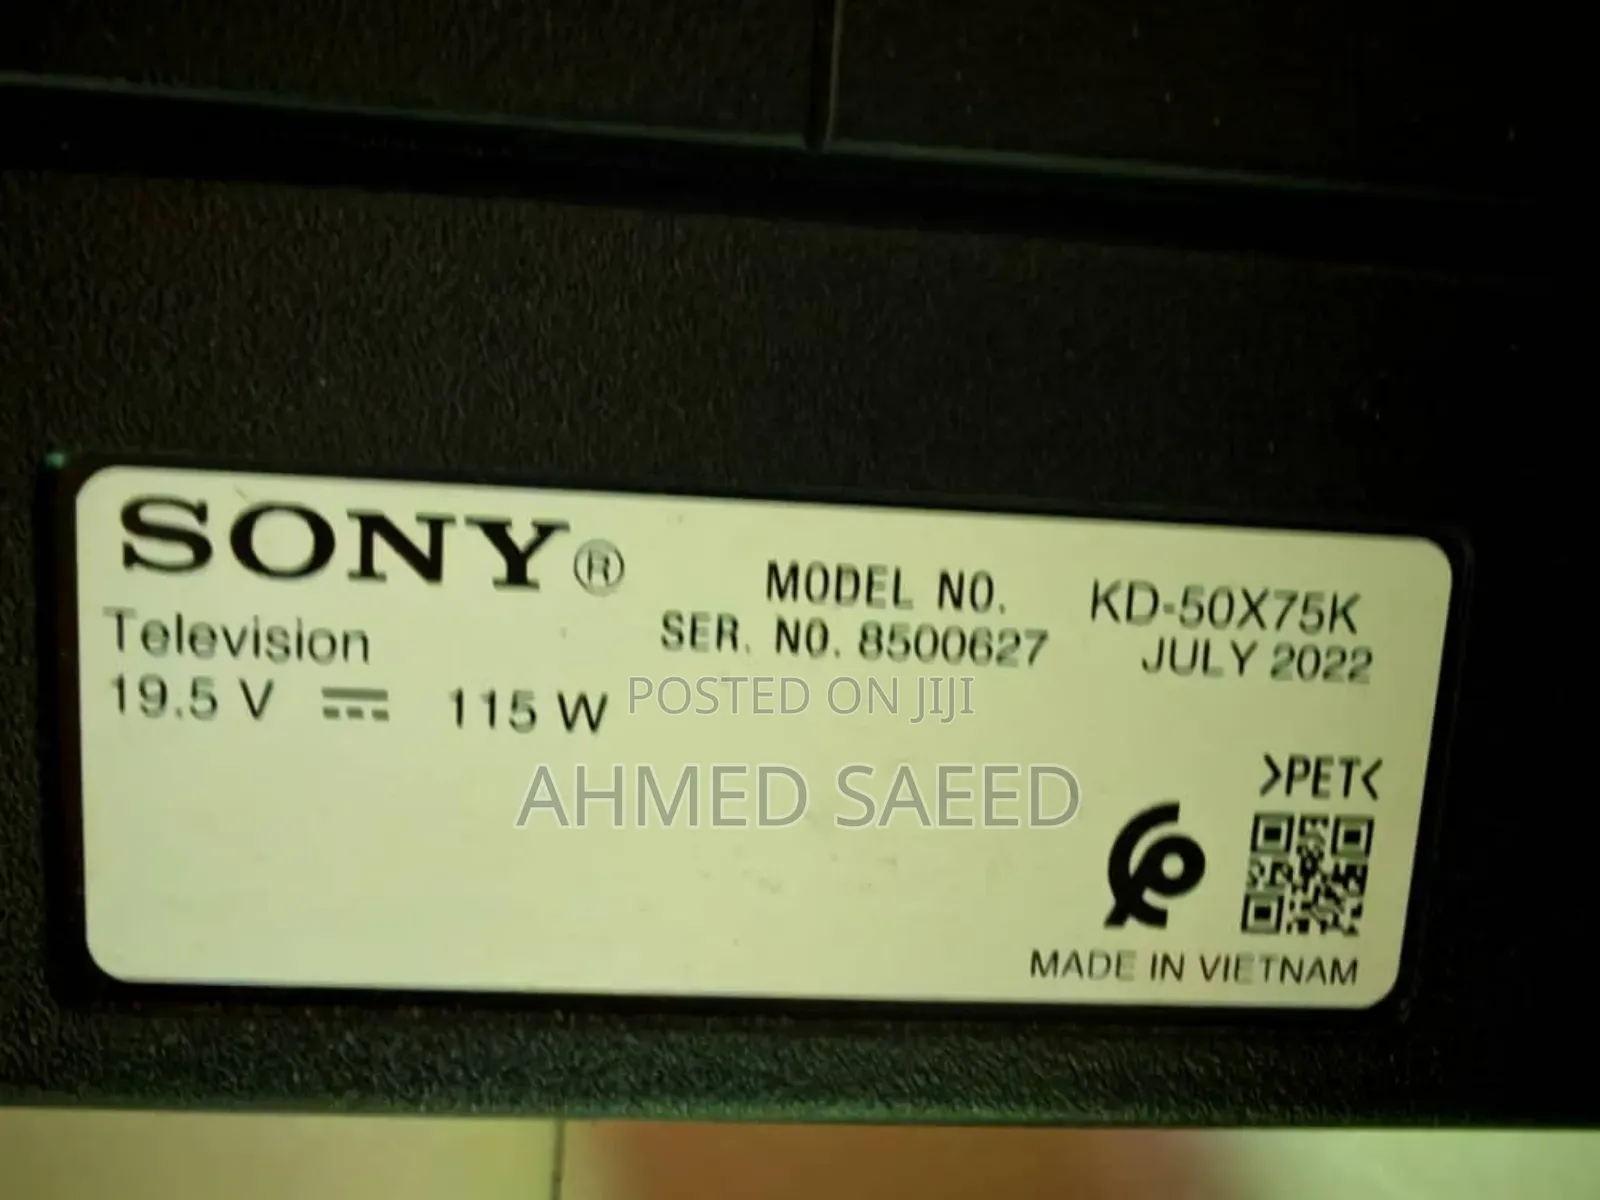 SONY®
Television
19.5 V ⎓ 115 W
MODEL NO. KD-50X75K
SER. NO. 8500627 JULY 2022
POSTED ON JIJI
AHMED SAEED
>PET<
MADE IN VIETNAM